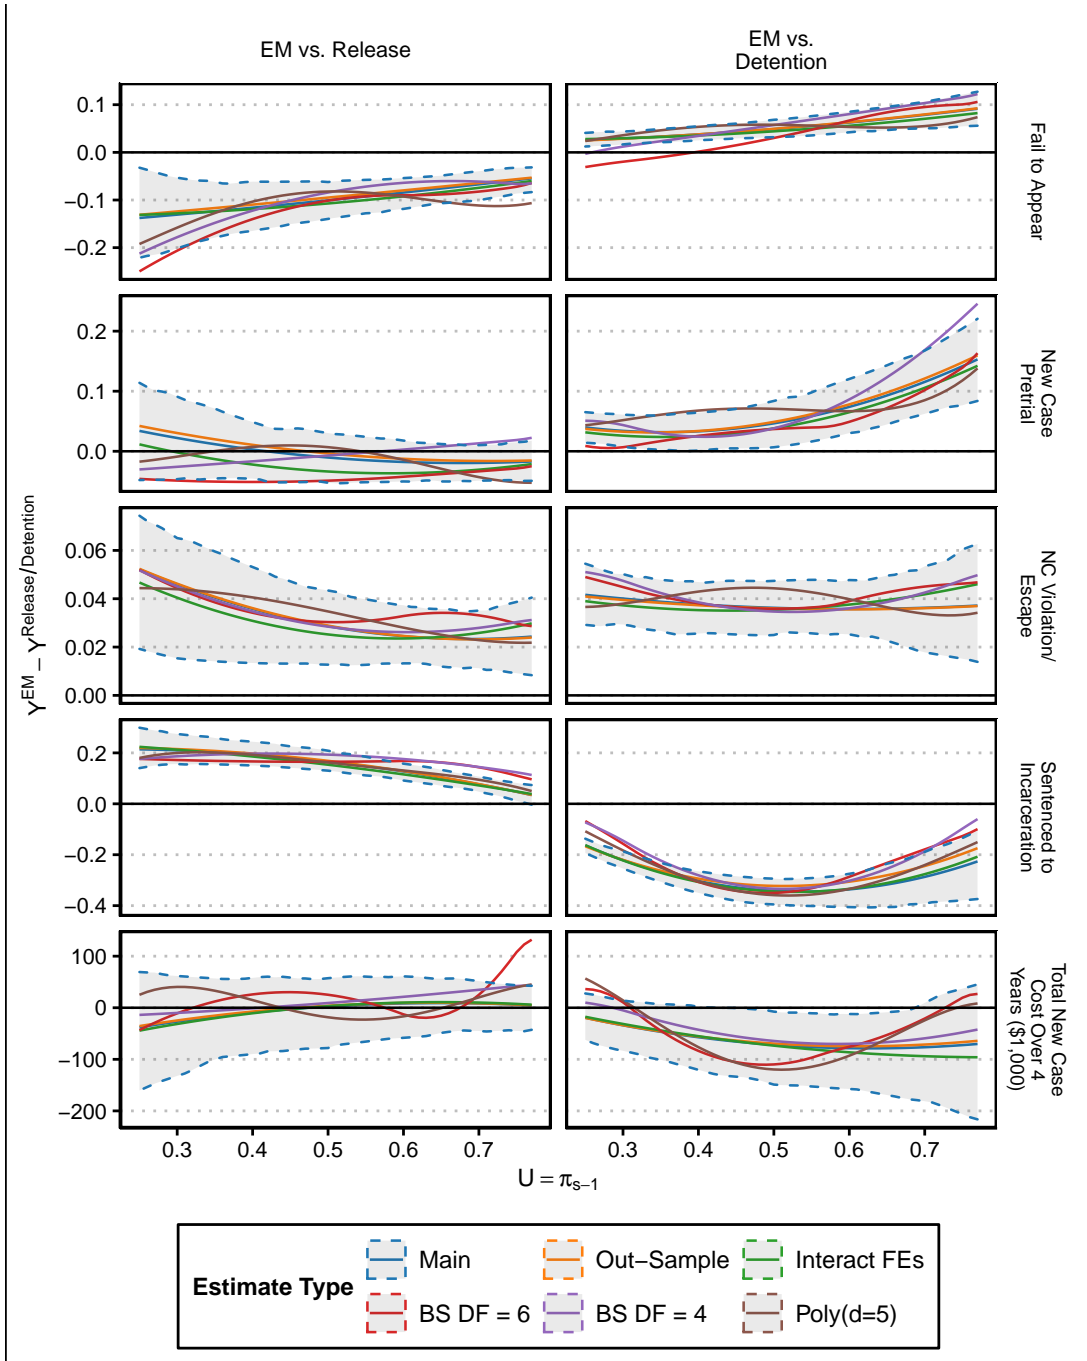 EM vs. Release
EM vs.
Detention
0.1
0.0
−0.1
−0.2
Fail to Appear
0.2
0.1
0.0
New Case
Pretrial
0.06
0.04
0.02
0.00
NC Violation/
Escape
0.2
0.0
−0.2
−0.4
Sentenced to
Incarceration
100
0
−100
−200
Total New Case
Cost Over 4
Years ($1,000)
Y^EM − Y^Release/Detention
0.3 0.4 0.5 0.6 0.7
0.3 0.4 0.5 0.6 0.7
U = π_{s−1}
Estimate Type
Main
Out−Sample
Interact FEs
BS DF = 6
BS DF = 4
Poly(d=5)